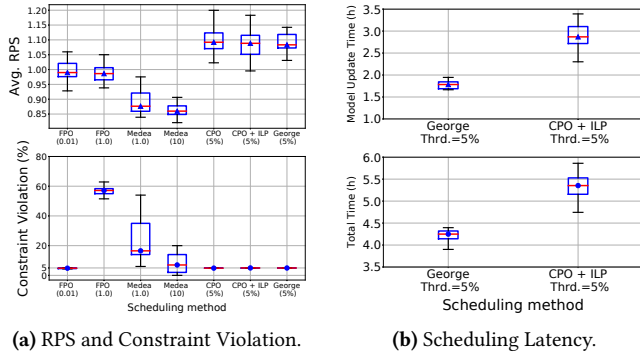 1.20
1.15
1.10
1.05
1.00
0.95
0.90
0.85
Avg. RPS
FPO FPO Medea Medea CPO CPO + ILP George
(0.01) (1.0) (1.0) (10) (5%) (5%) (5%)
80
60
40
20
5
0
Constraint Violation (%)
FPO FPO Medea Medea CPO CPO + ILP George
(0.01) (1.0) (1.0) (10) (5%) (5%) (5%)
Scheduling method
(a) RPS and Constraint Violation.
3.5
3.0
2.5
2.0
1.5
1.0
Model Update Time (h)
George CPO + ILP
Thrd.=5% Thrd.=5%
6.0
5.5
5.0
4.5
4.0
3.5
Total Time (h)
George CPO + ILP
Thrd.=5% Thrd.=5%
Scheduling method
(b) Scheduling Latency.